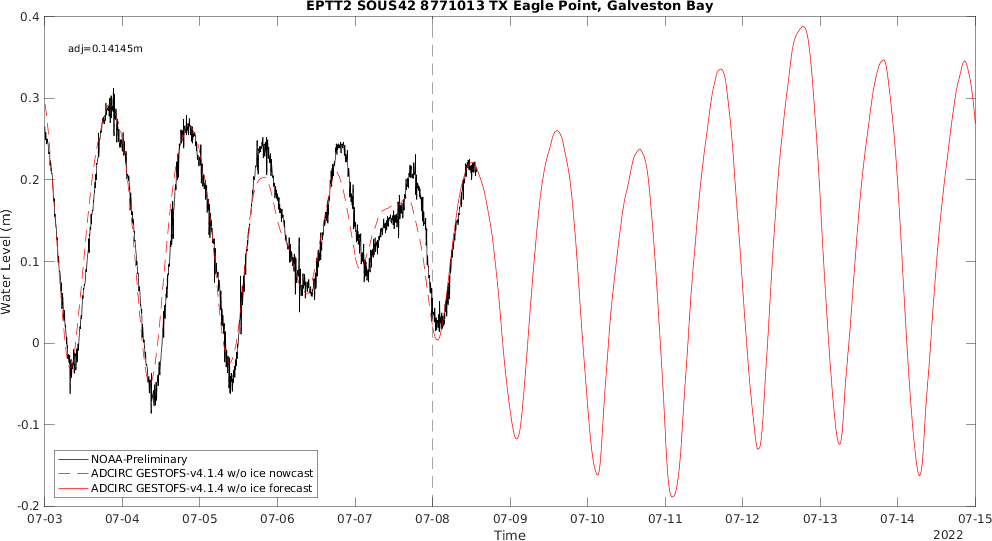 EPTT2 SOUS42 8771013 TX Eagle Point, Galveston Bay
adj=0.14145m
0.4
0.3
0.2
0.1
0
-0.1
-0.2
Water Level (m)
NOAA-Preliminary
ADCIRC GESTOFS-v4.1.4 w/o ice nowcast
ADCIRC GESTOFS-v4.1.4 w/o ice forecast
07-03 07-04 07-05 07-06 07-07 07-08 07-09 07-10 07-11 07-12 07-13 07-14 07-15
Time
2022